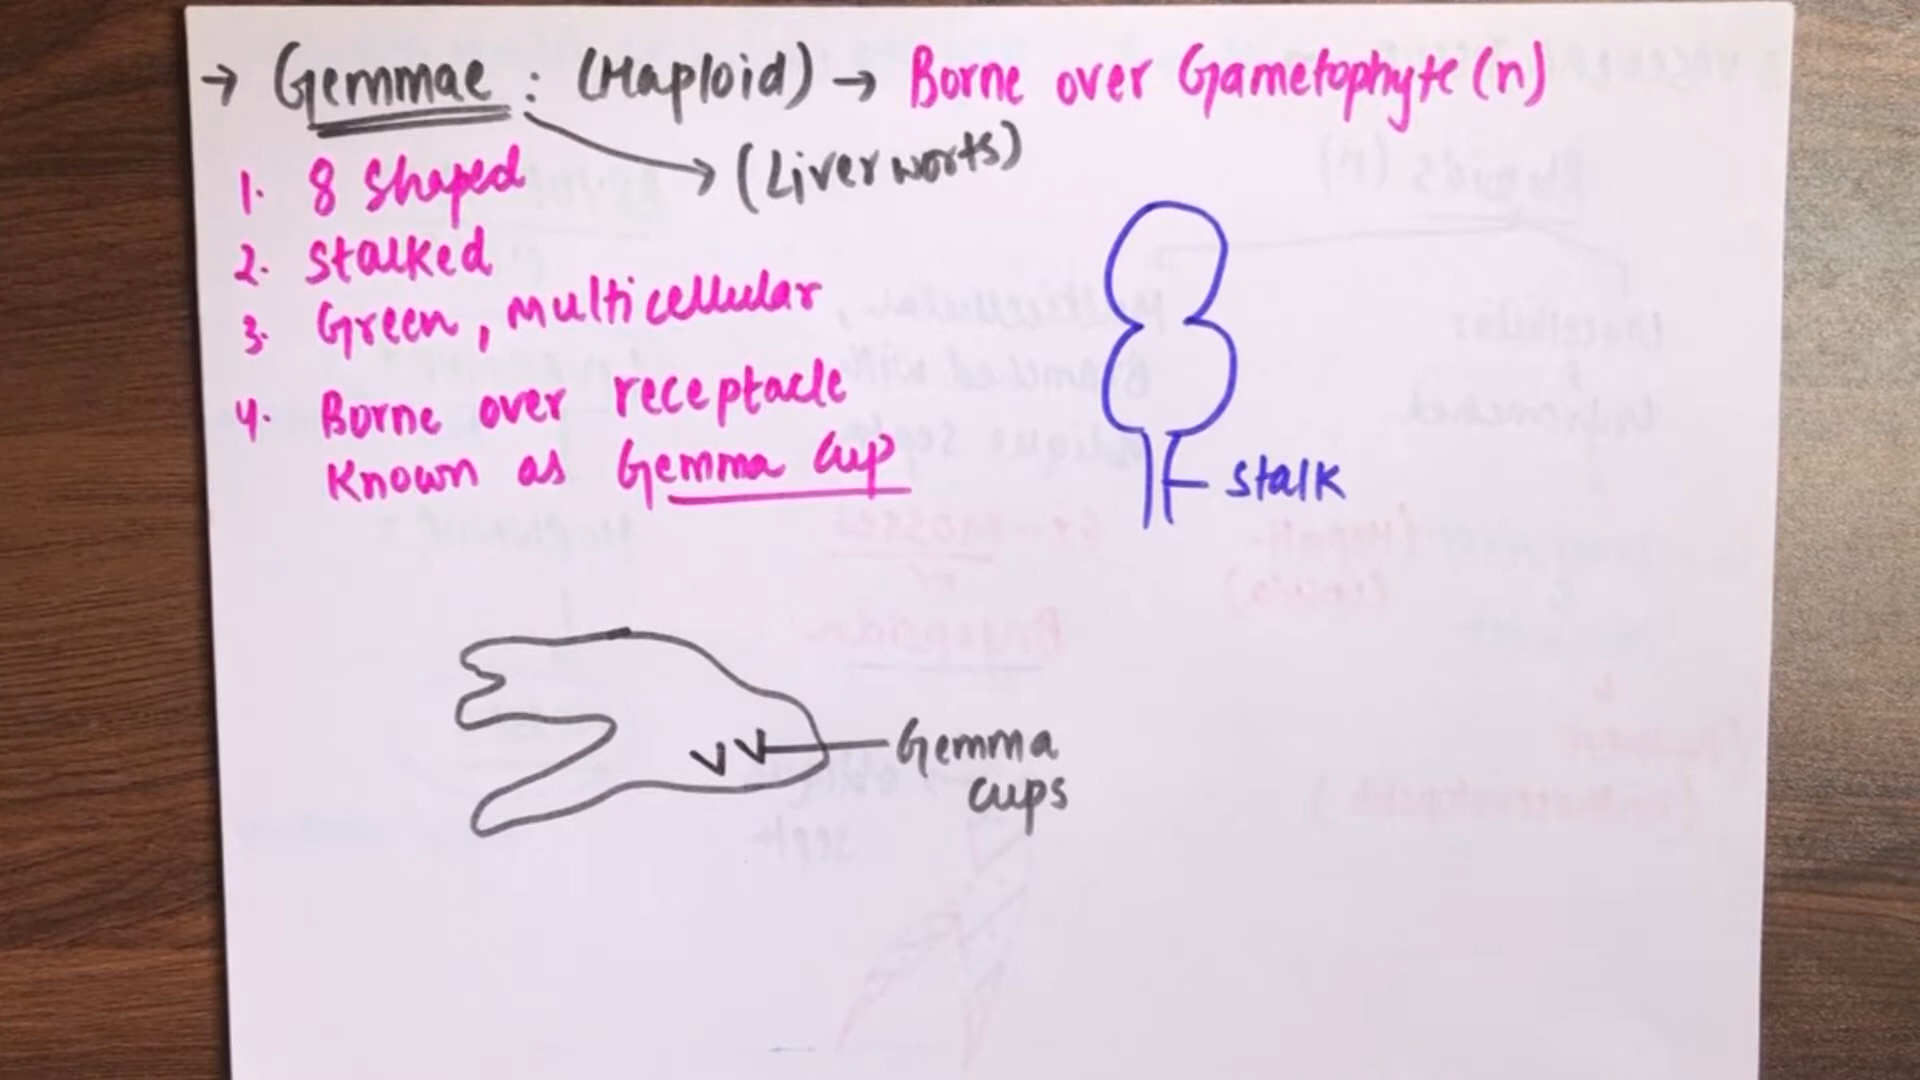 → Gemmae : (Haploid) → Borne over Gametophyte (n)
→ (Liverworts)
1. 8 shaped
2. stalked
3. Green, multicellular
4. Borne over receptacle
known as Gemma cup
stalk
Gemma
cups